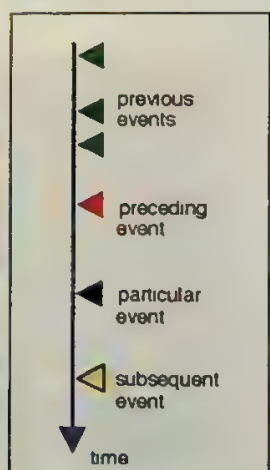 previous
events
preceding
event
particular
event
subsequent
event
time